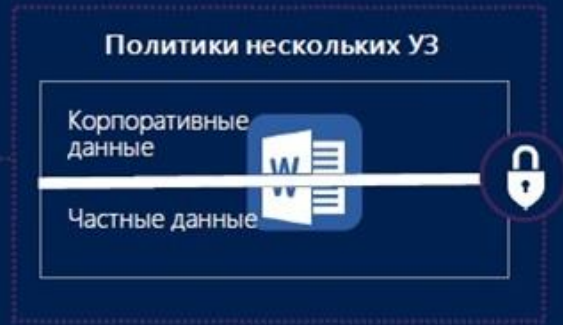 Политики нескольких УЗ
Корпоративные
данные
W
Частные данные